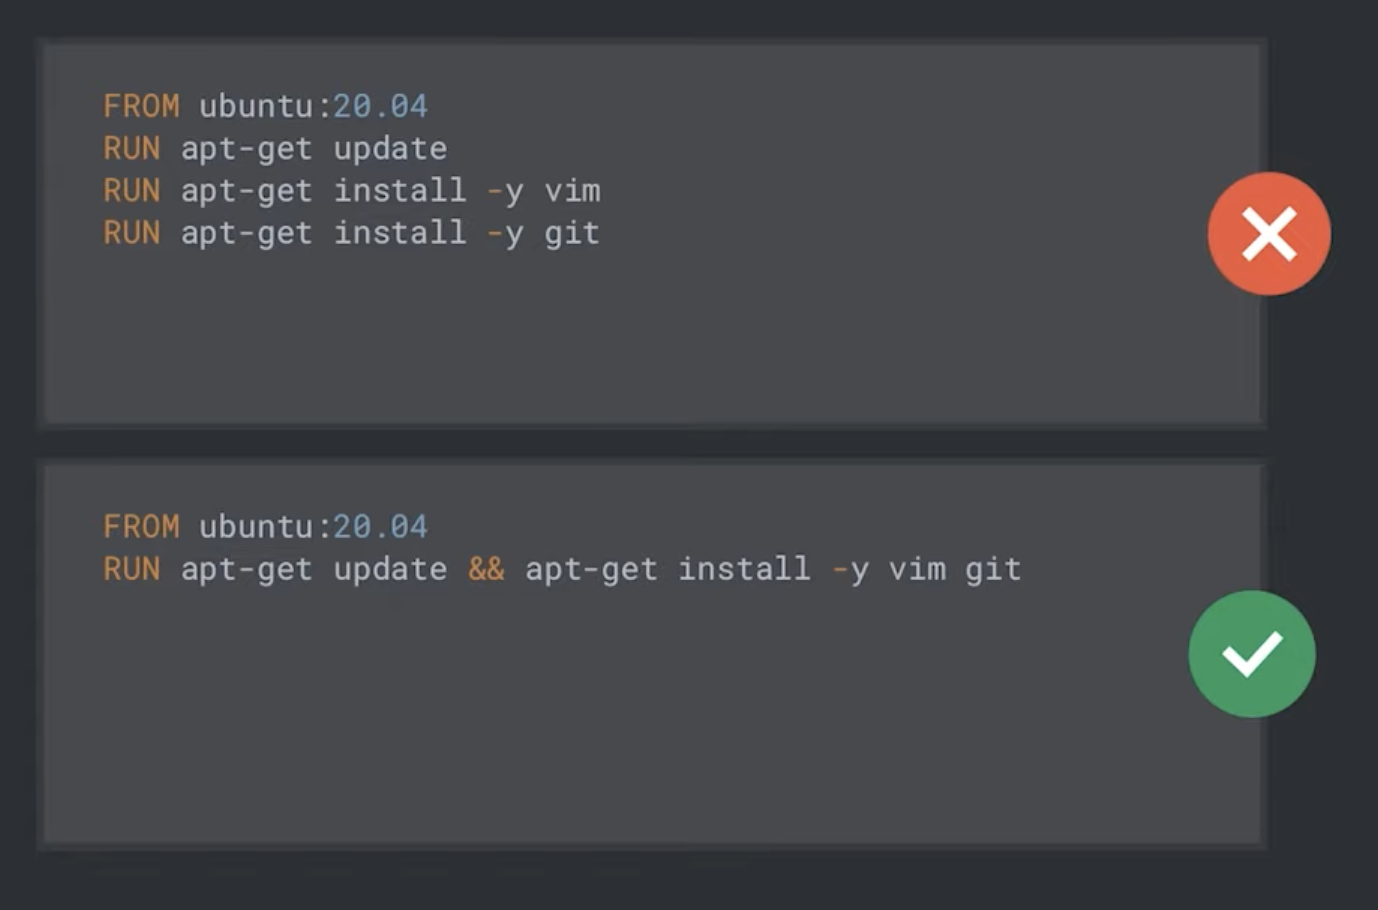 FROM ubuntu:20.04
RUN apt-get update
RUN apt-get install -y vim
RUN apt-get install -y git
FROM ubuntu:20.04
RUN apt-get update && apt-get install -y vim git